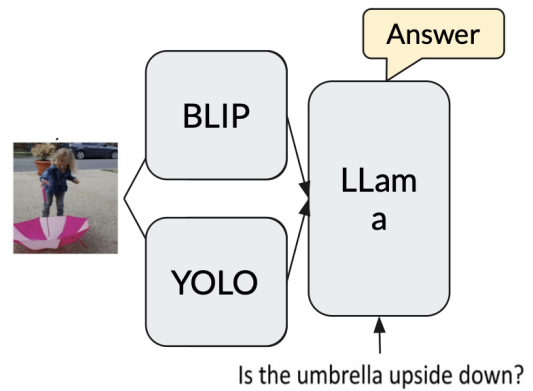 Answer
BLIP
LLam
a
YOLO
Is the umbrella upside down?